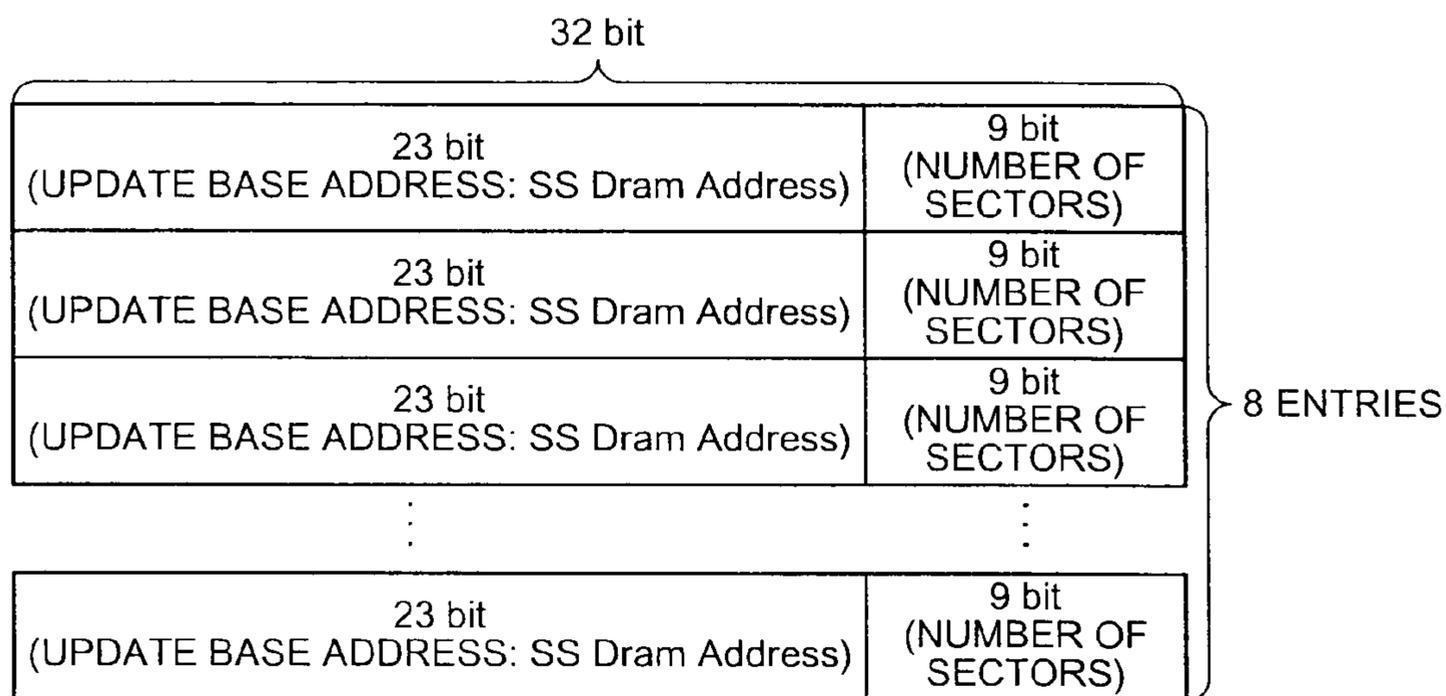 32 bit
23 bit
(UPDATE BASE ADDRESS: SS Dram Address)
9 bit
(NUMBER OF
SECTORS)
23 bit
(UPDATE BASE ADDRESS: SS Dram Address)
9 bit
(NUMBER OF
SECTORS)
23 bit
(UPDATE BASE ADDRESS: SS Dram Address)
9 bit
(NUMBER OF
SECTORS)
8 ENTRIES
23 bit
(UPDATE BASE ADDRESS: SS Dram Address)
9 bit
(NUMBER OF
SECTORS)